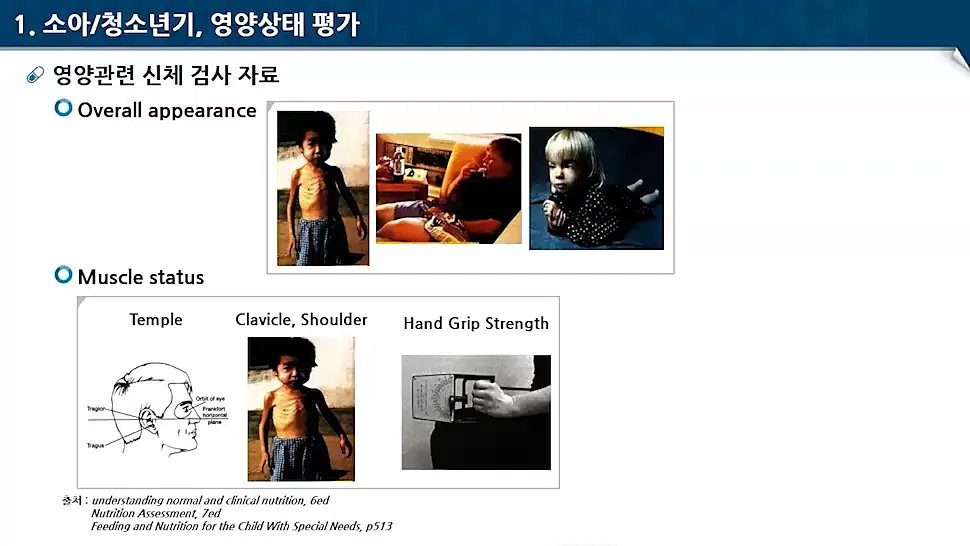 1. 소아/청소년기, 영양상태 평가
영양관련 신체 검사 자료
Overall appearance
Muscle status
Temple
Clavicle, Shoulder
Hand Grip Strength
Orbit of eye
Tragion
Frankfort
horizontal
plane
Tragus
출처 : understanding normal and clinical nutrition, 6ed
Nutrition Assessment, 7ed
Feeding and Nutrition for the Child With Special Needs, p513